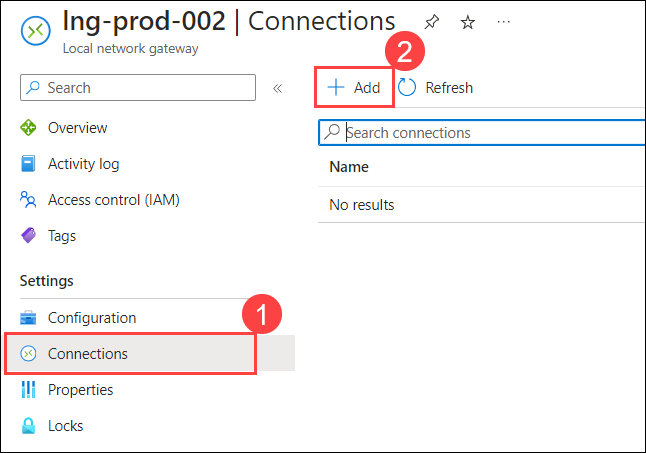 lng-prod-002 | Connections
Local network gateway
2
Search
Add
Refresh
Overview
Search connections
Activity log
Name
Access control (IAM)
No results
Tags
Settings
1
Configuration
Connections
Properties
Locks